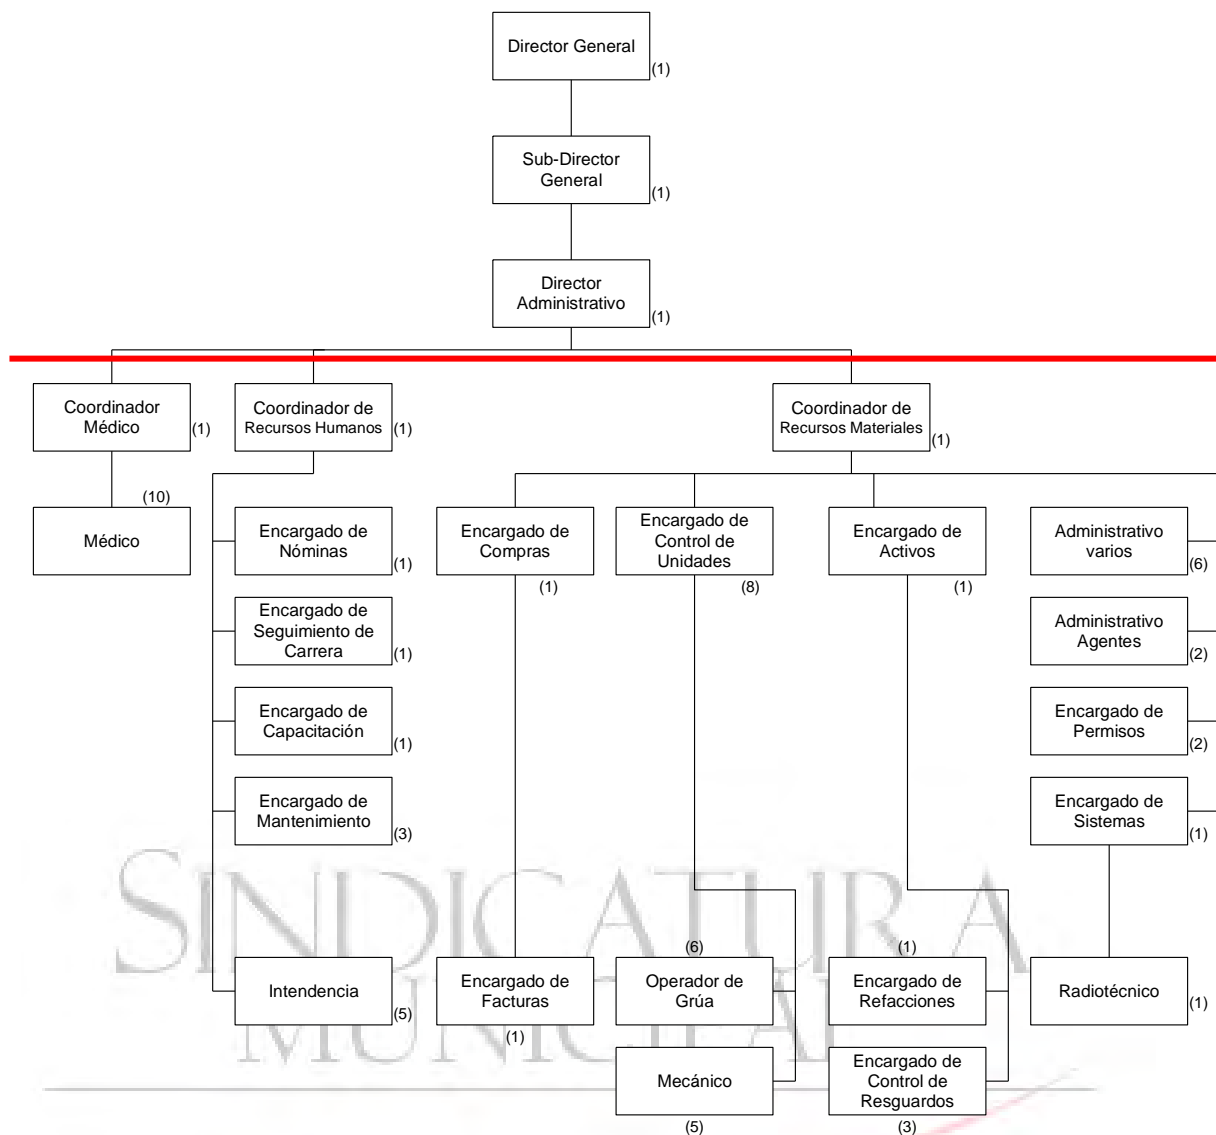 Director General
(1)
Sub-Director
General
(1)
Director
Administrativo
(1)
Coordinador
Médico
(1)
Coordinador de
Recursos Humanos
(1)
Coordinador de
Recursos Materiales
(1)
(10)
Médico
Encargado de
Nóminas
(1)
Encargado de
Compras
(1)
Encargado de
Control de
Unidades
(8)
Encargado de
Activos
(1)
Administrativo
varios
(6)
Encargado de
Seguimiento de
Carrera
(1)
Administrativo
Agentes
(2)
Encargado de
Capacitación
(1)
Encargado de
Permisos
(2)
Encargado de
Mantenimiento
(3)
Encargado de
Sistemas
(1)
SINDICATURA
MUNICIPAL
Intendencia
(5)
Encargado de
Facturas
(1)
(6)
Operador de
Grúa
(1)
Encargado de
Refacciones
Radiotécnico
(1)
Mecánico
(5)
Encargado de
Control de
Resguardos
(3)